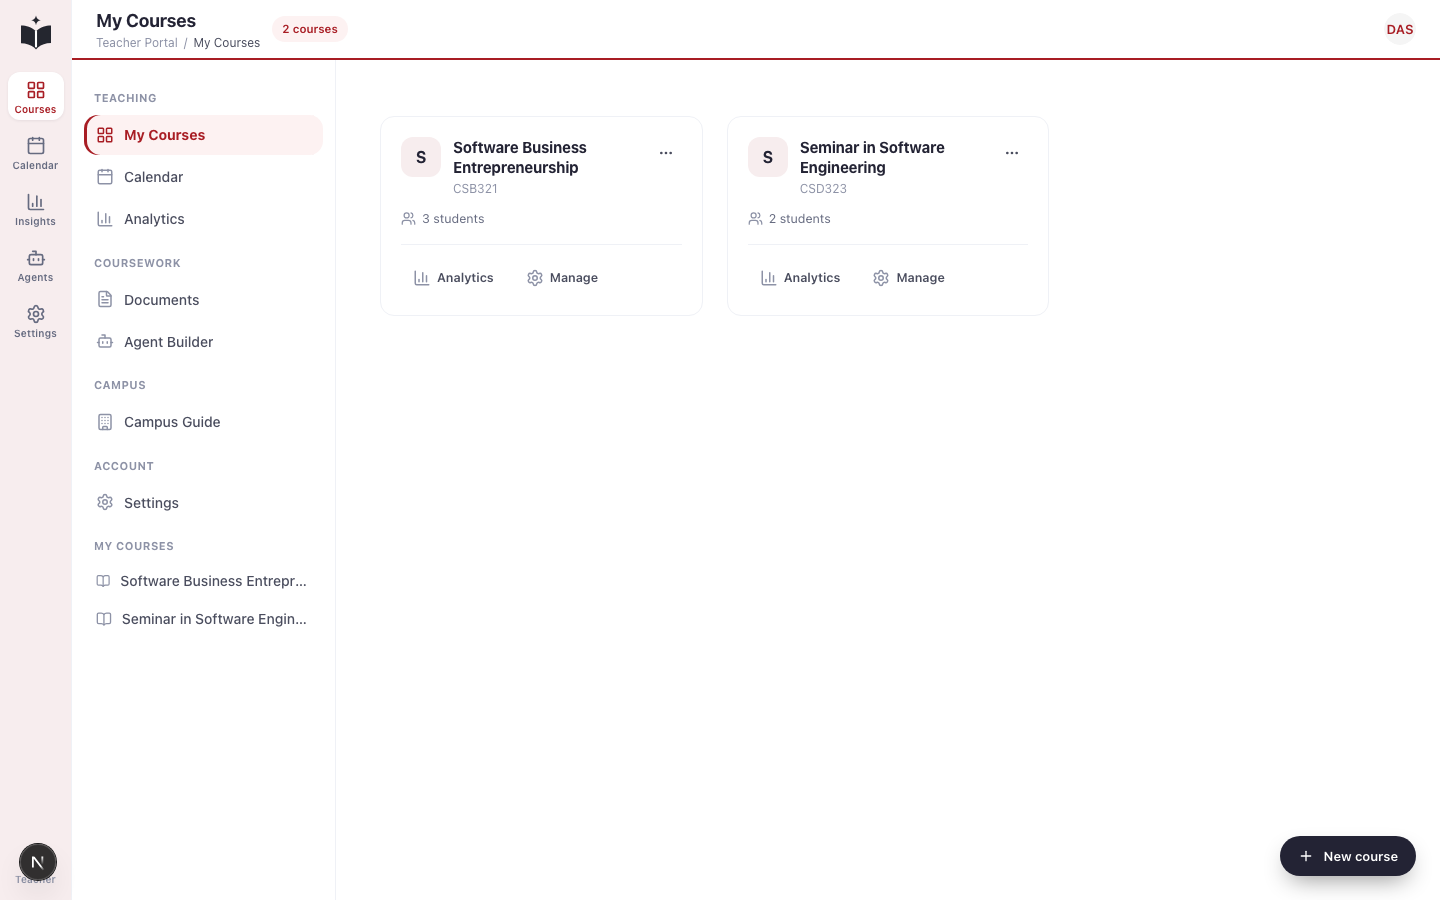 My Courses
Teacher Portal / My Courses
2 courses
DAS
Courses
Calendar
Insights
Agents
Settings
N
Teacher
TEACHING
My Courses
Calendar
Analytics
COURSEWORK
Documents
Agent Builder
CAMPUS
Campus Guide
ACCOUNT
Settings
MY COURSES
Software Business Entrepr...
Seminar in Software Engin...
S
Software Business
Entrepreneurship
CSB321
3 students
Analytics
Manage
S
Seminar in Software
Engineering
CSD323
2 students
Analytics
Manage
New course